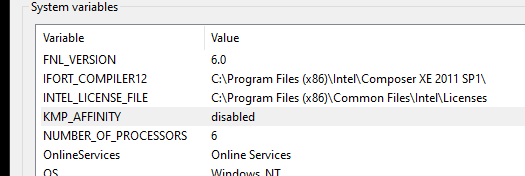 System variables
Variable Value
FNL_VERSION 6.0
IFORT_COMPILER12 C:\Program Files (x86)\Intel\Composer XE 2011 SP1\
INTEL_LICENSE_FILE C:\Program Files (x86)\Common Files\Intel\Licenses
KMP_AFFINITY disabled
NUMBER_OF_PROCESSORS 6
OnlineServices Online Services
OS Windows_NT